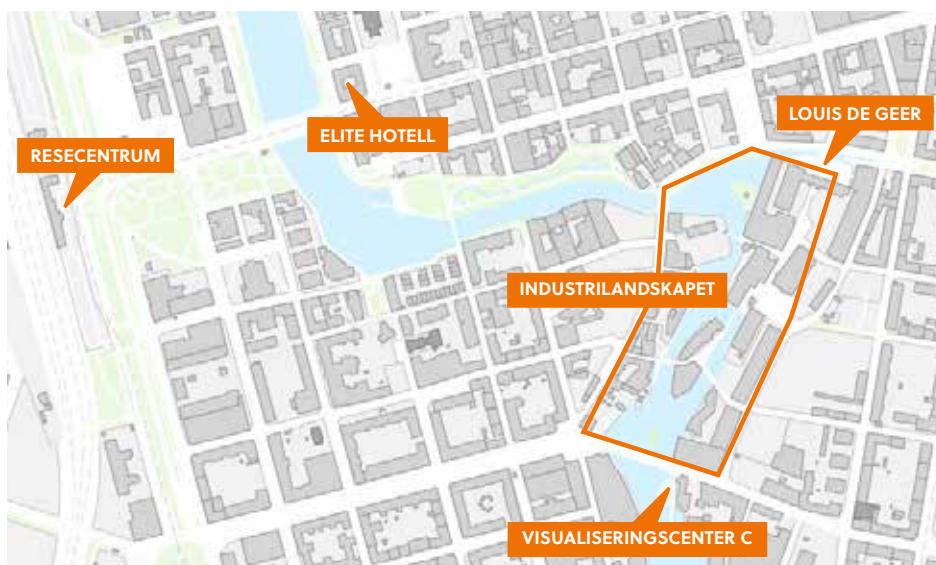 LOUIS DE GEER
ELITE HOTELL
RESECENTRUM
INDUSTRILANDSKAPET
VISUALISERINGSCENTER C